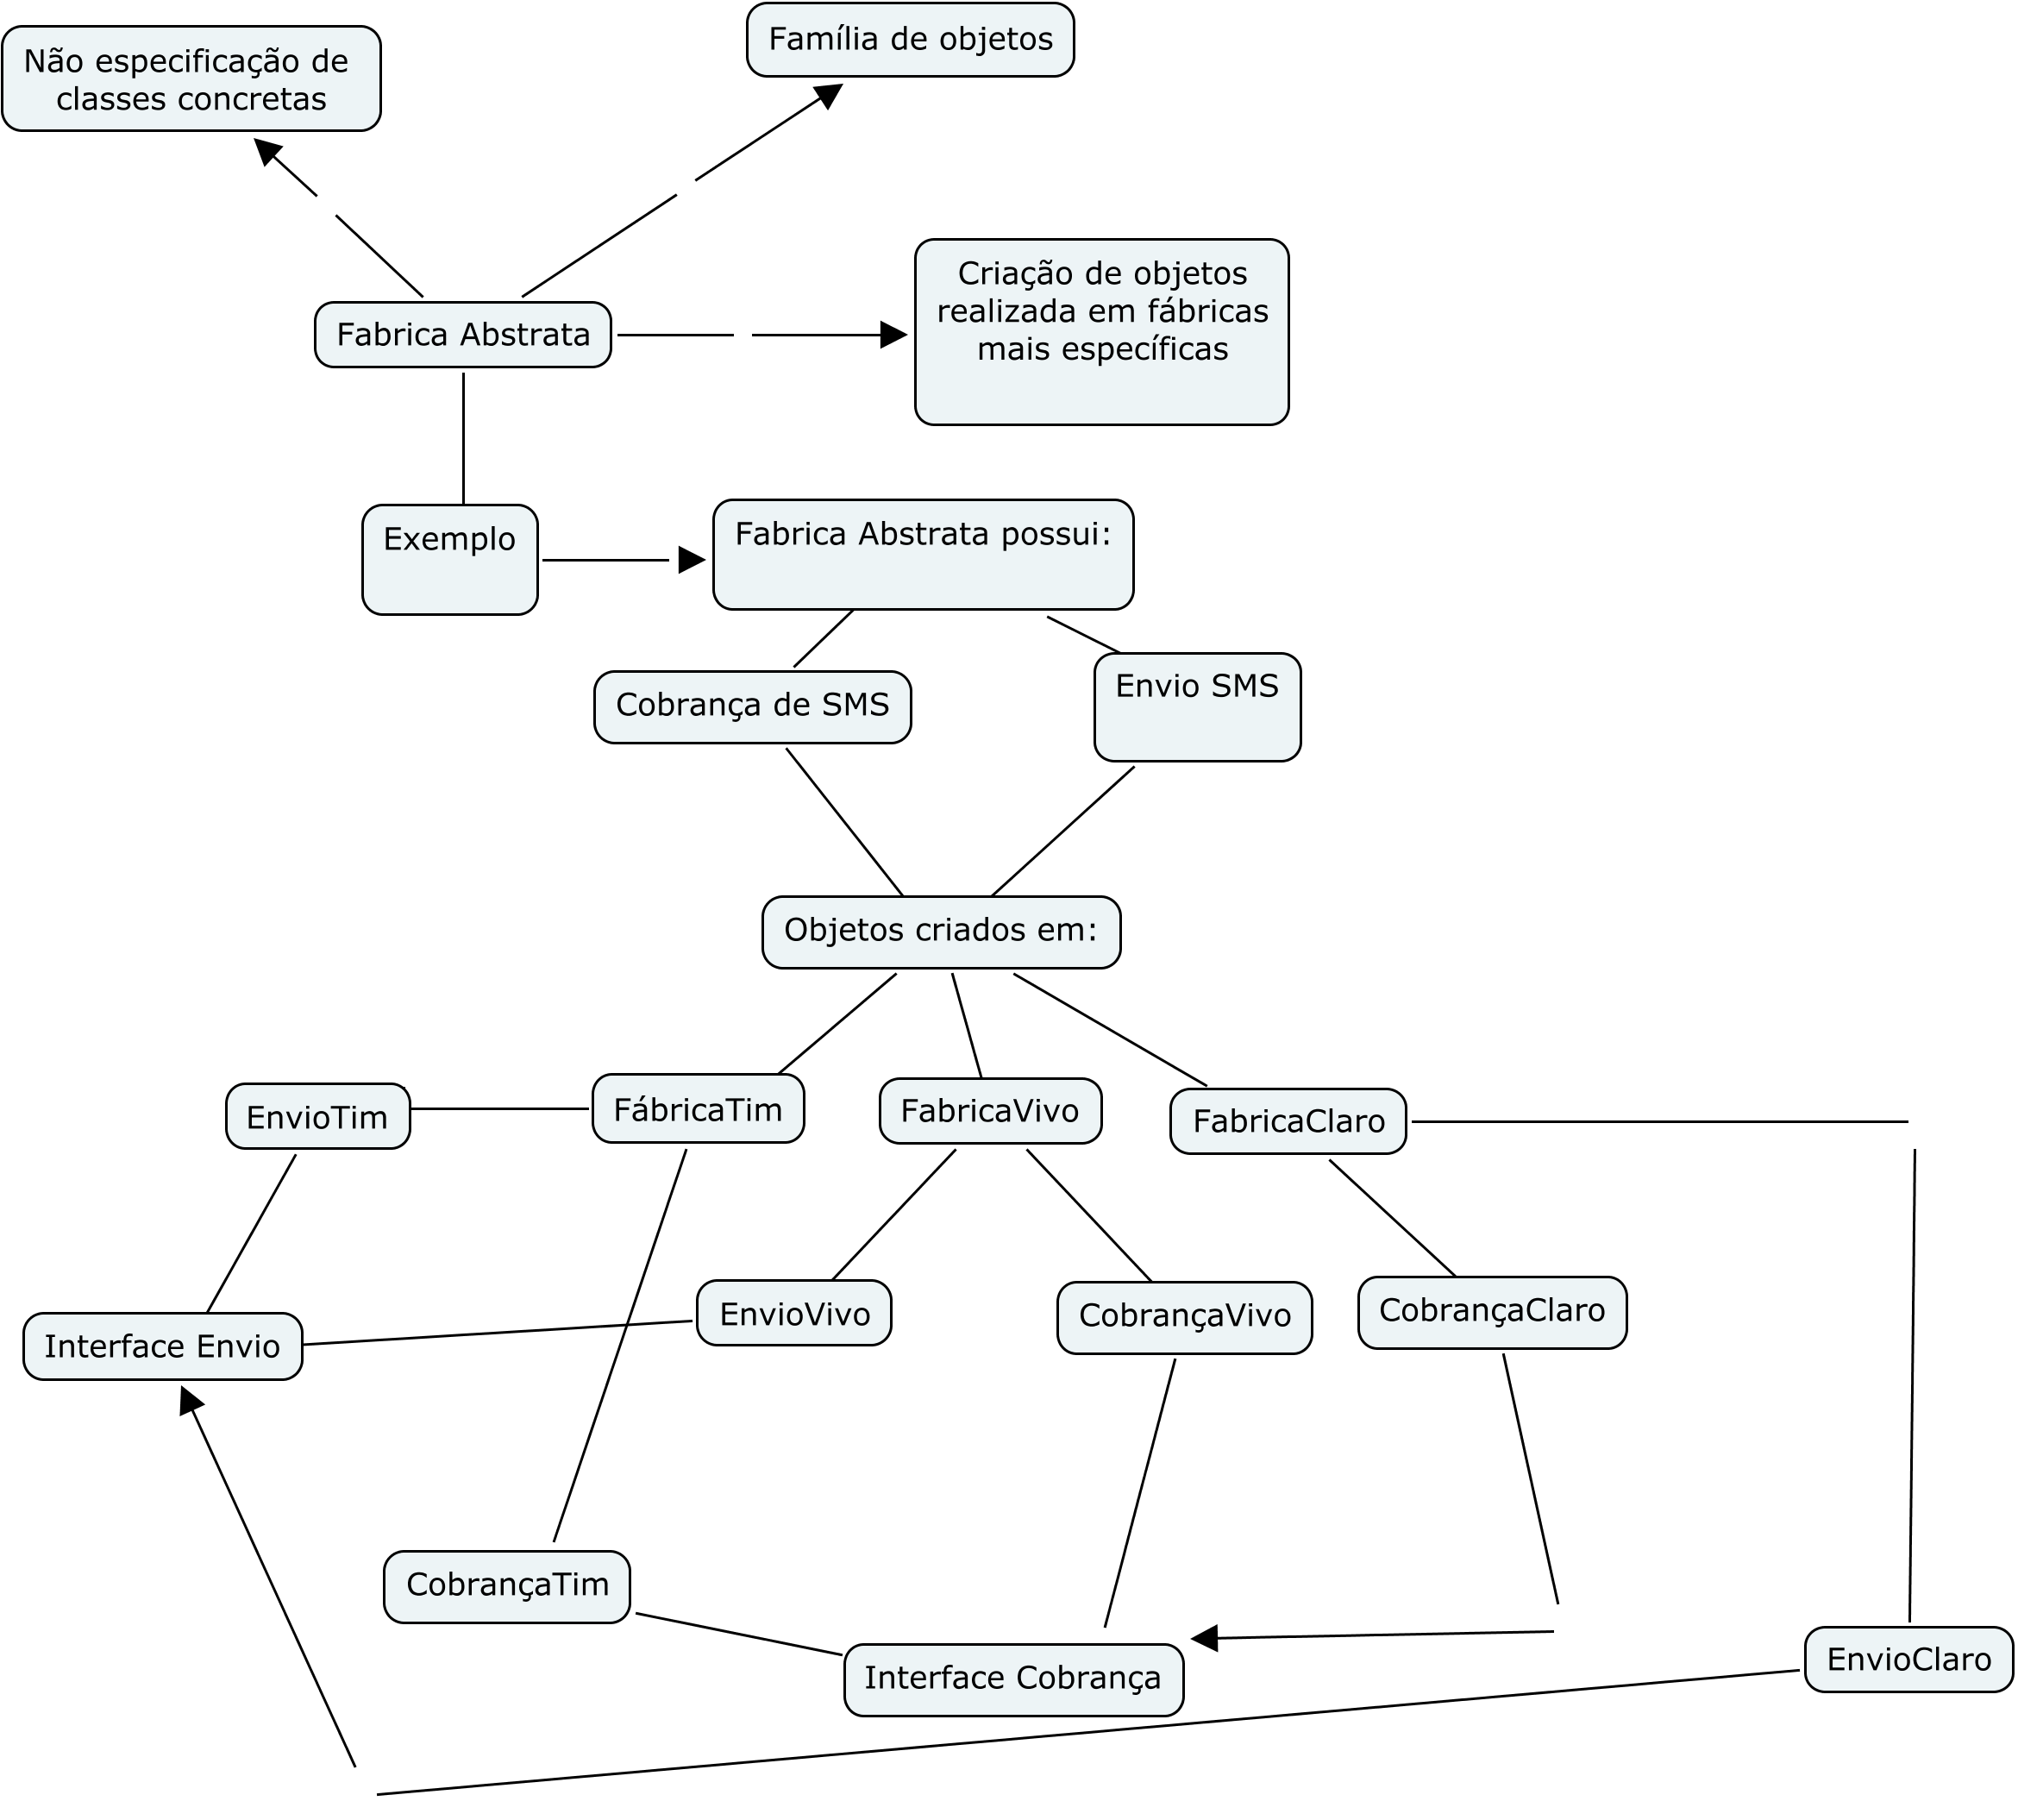 Família de objetos
Não especificação de
classes concretas
Criação de objetos
realizada em fábricas
mais específicas
Fabrica Abstrata
Exemplo
Fabrica Abstrata possui:
Cobrança de SMS
Envio SMS
Objetos criados em:
EnvioTim
FábricaTim
FabricaVivo
FabricaClaro
Interface Envio
EnvioVivo
CobrançaVivo
CobrançaClaro
CobrançaTim
Interface Cobrança
EnvioClaro